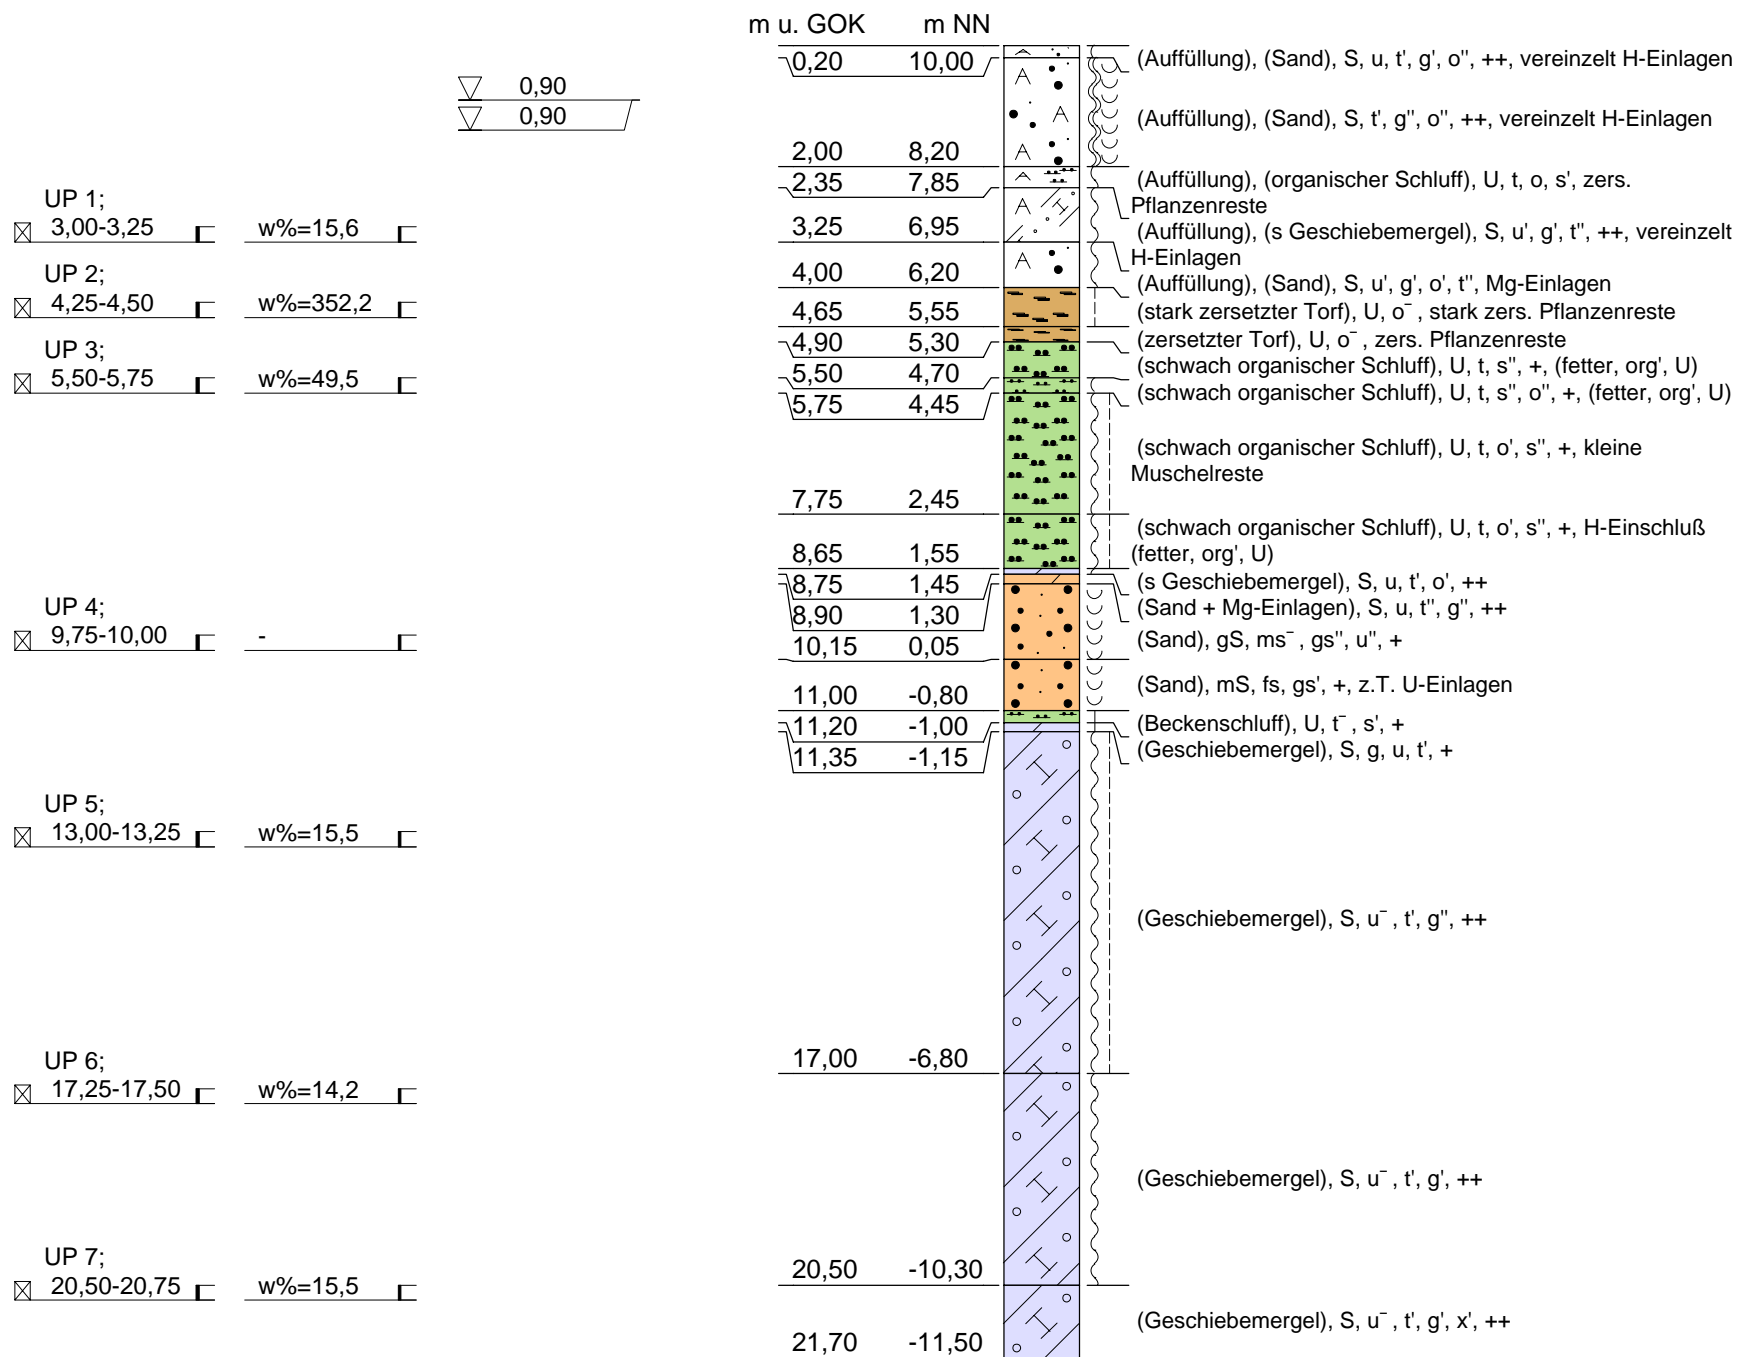 m u. GOK m NN
0,20 10,00
(Auffüllung), (Sand), S, u, t', g', o'', ++, vereinzelt H-Einlagen
0,90
0,90
(Auffüllung), (Sand), S, t', g'', o'', ++, vereinzelt H-Einlagen
2,00 8,20
2,35 7,85
(Auffüllung), (organischer Schluff), U, t, o, s', zers.
Pflanzenreste
UP 1;
3,00-3,25 w%=15,6
3,25 6,95
(Auffüllung), (s Geschiebemergel), S, u', g', t'', ++, vereinzelt
H-Einlagen
UP 2;
4,00 6,20
(Auffüllung), (Sand), S, u', g', o', t'', Mg-Einlagen
4,25-4,50 w%=352,2
4,65 5,55
(stark zersetzter Torf), U, o¯ , stark zers. Pflanzenreste
UP 3;
4,90 5,30
(zersetzter Torf), U, o¯ , zers. Pflanzenreste
5,50-5,75 w%=49,5
5,50 4,70
(schwach organischer Schluff), U, t, s'', +, (fetter, org', U)
5,75 4,45
(schwach organischer Schluff), U, t, s'', o'', +, (fetter, org', U)
(schwach organischer Schluff), U, t, o', s'', +, kleine
Muschelreste
7,75 2,45
(schwach organischer Schluff), U, t, o', s'', +, H-Einschluß
(fetter, org', U)
8,65 1,55
8,75 1,45
(s Geschiebemergel), S, u, t', o', ++
UP 4;
8,90 1,30
(Sand + Mg-Einlagen), S, u, t'', g'', ++
9,75-10,00 -
10,15 0,05
(Sand), gS, ms¯ , gs'', u'', +
11,00 -0,80
(Sand), mS, fs, gs', +, z.T. U-Einlagen
11,20 -1,00
(Beckenschluff), U, t¯ , s', +
11,35 -1,15
(Geschiebemergel), S, g, u, t', +
UP 5;
13,00-13,25 w%=15,5
(Geschiebemergel), S, u¯ , t', g'', ++
17,00 -6,80
UP 6;
17,25-17,50 w%=14,2
(Geschiebemergel), S, u¯ , t', g', ++
UP 7;
20,50-20,75 w%=15,5
20,50 -10,30
(Geschiebemergel), S, u¯ , t', g', x', ++
21,70 -11,50